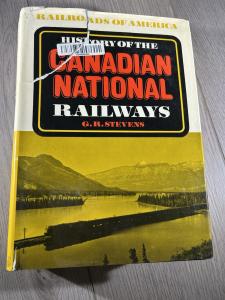 RAILROADS OF AMERICA
HISTORY OF THE
CANADIAN
NATIONAL
RAILWAYS
G.R. STEVENS